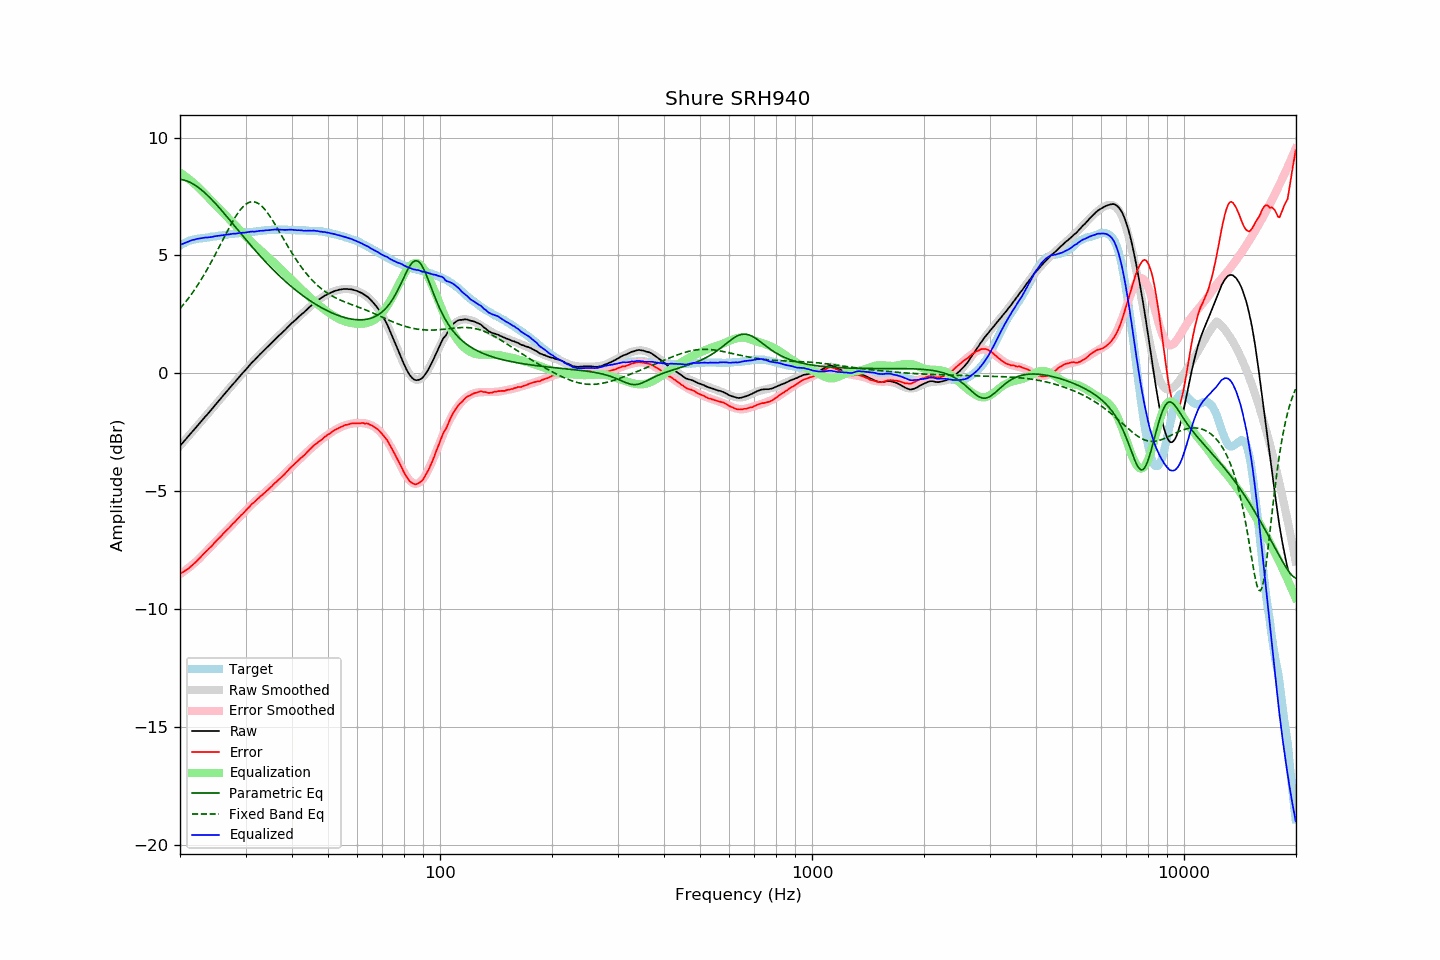 Shure SRH940
10
5
0
−5
−10
−15
−20
Amplitude (dBr)
Target
Raw Smoothed
Error Smoothed
Raw
Error
Equalization
Parametric Eq
Fixed Band Eq
Equalized
100
1000
10000
Frequency (Hz)